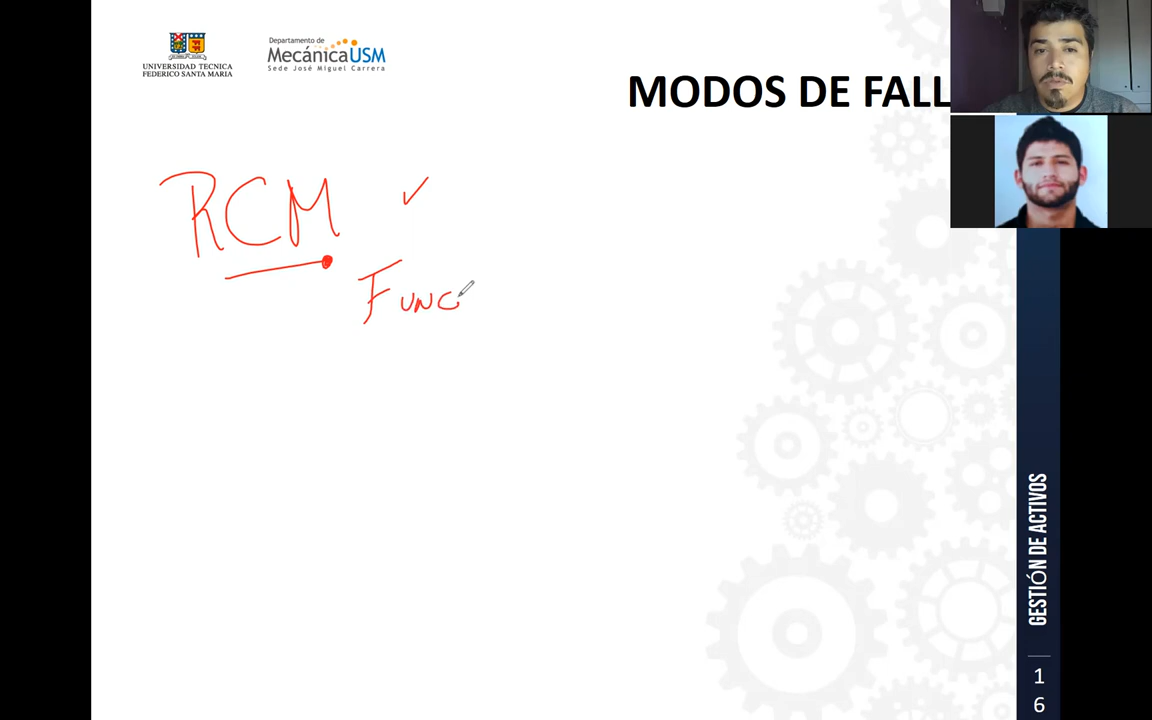 UNIVERSIDAD TECNICA
FEDERICO SANTA MARIA
Departamento de
MecánicaUSM
Sede José Miguel Carrera
MODOS DE FALL
RCM ✓
FUNC
GESTIÓN DE ACTIVOS
1
6